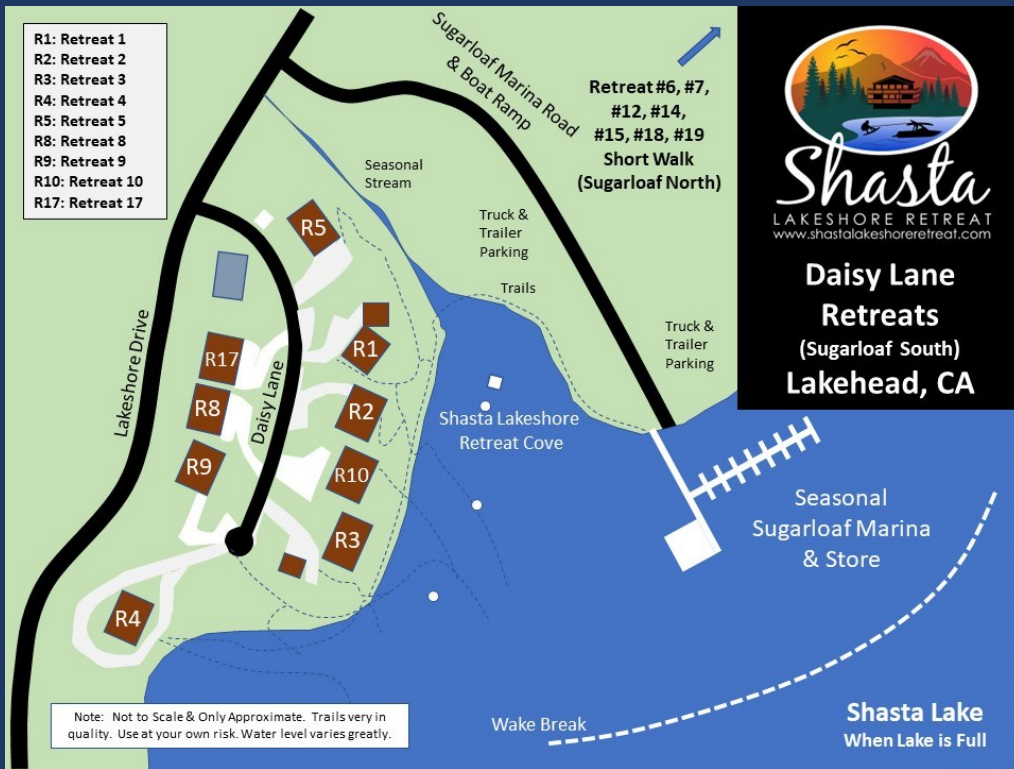 R1: Retreat 1
R2: Retreat 2
R3: Retreat 3
R4: Retreat 4
R5: Retreat 5
R8: Retreat 8
R9: Retreat 9
R10: Retreat 10
R17: Retreat 17
Sugarloaf Marina Road
& Boat Ramp
Retreat #6, #7,
#12, #14,
#15, #18, #19
Short Walk
(Sugarloaf North)
Shasta
LAKESHORE RETREAT
www.shastalakeshoreretreat.com
Daisy Lane
Retreats
(Sugarloaf South)
Lakehead, CA
Seasonal
Stream
Truck &
Trailer
Parking
Trails
Truck &
Trailer
Parking
Lakeshore Drive
Daisy Lane
R5
R17
R1
R8
R2
R9
R10
R3
R4
Shasta Lakeshore
Retreat Cove
Seasonal
Sugarloaf Marina
& Store
Wake Break
Shasta Lake
When Lake is Full
Note: Not to Scale & Only Approximate. Trails very in
quality. Use at your own risk. Water level varies greatly.